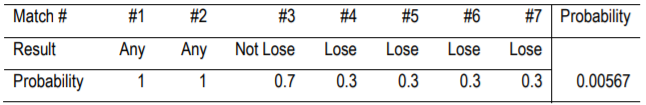 Match # #1 #2 #3 #4 #5 #6 #7 Probability
Result Any Any Not Lose Lose Lose Lose Lose
Probability 1 1 0.7 0.3 0.3 0.3 0.3 0.00567